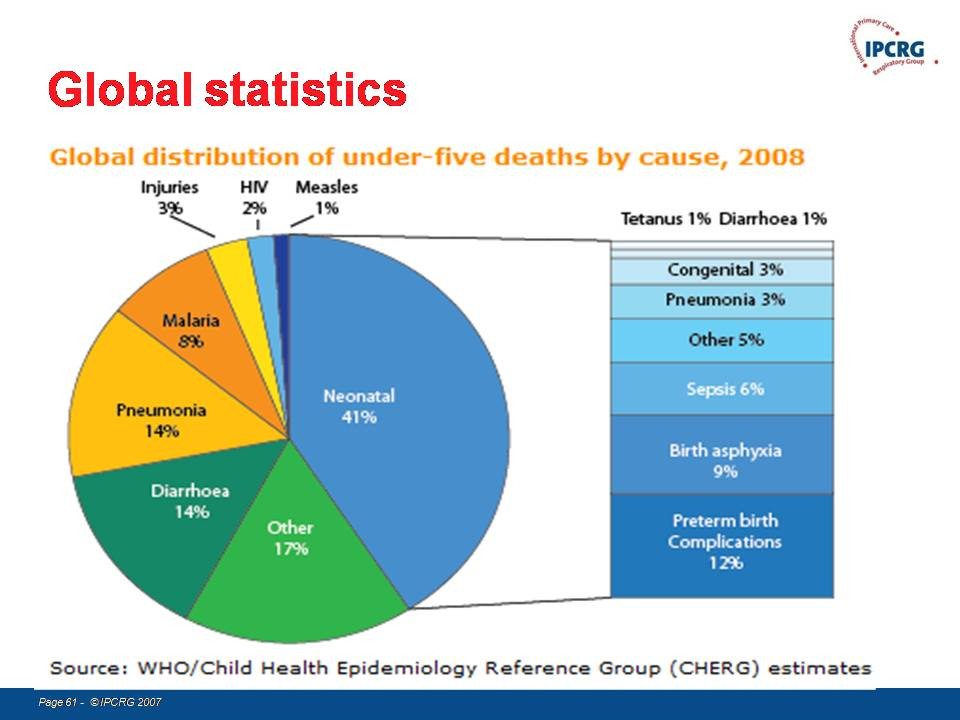 International Primary Care
IPCRG
Respiratory Group
Global statistics
Global distribution of under-five deaths by cause, 2008
Injuries
3%
HIV
2%
Measles
1%
Tetanus 1% Diarrhoea 1%
Congenital 3%
Pneumonia 3%
Other 5%
Sepsis 6%
Birth asphyxia
9%
Preterm birth
Complications
12%
Malaria
8%
Neonatal
41%
Pneumonia
14%
Diarrhoea
14%
Other
17%
Source: WHO/Child Health Epidemiology Reference Group (CHERG) estimates
Page 61 - © IPCRG 2007